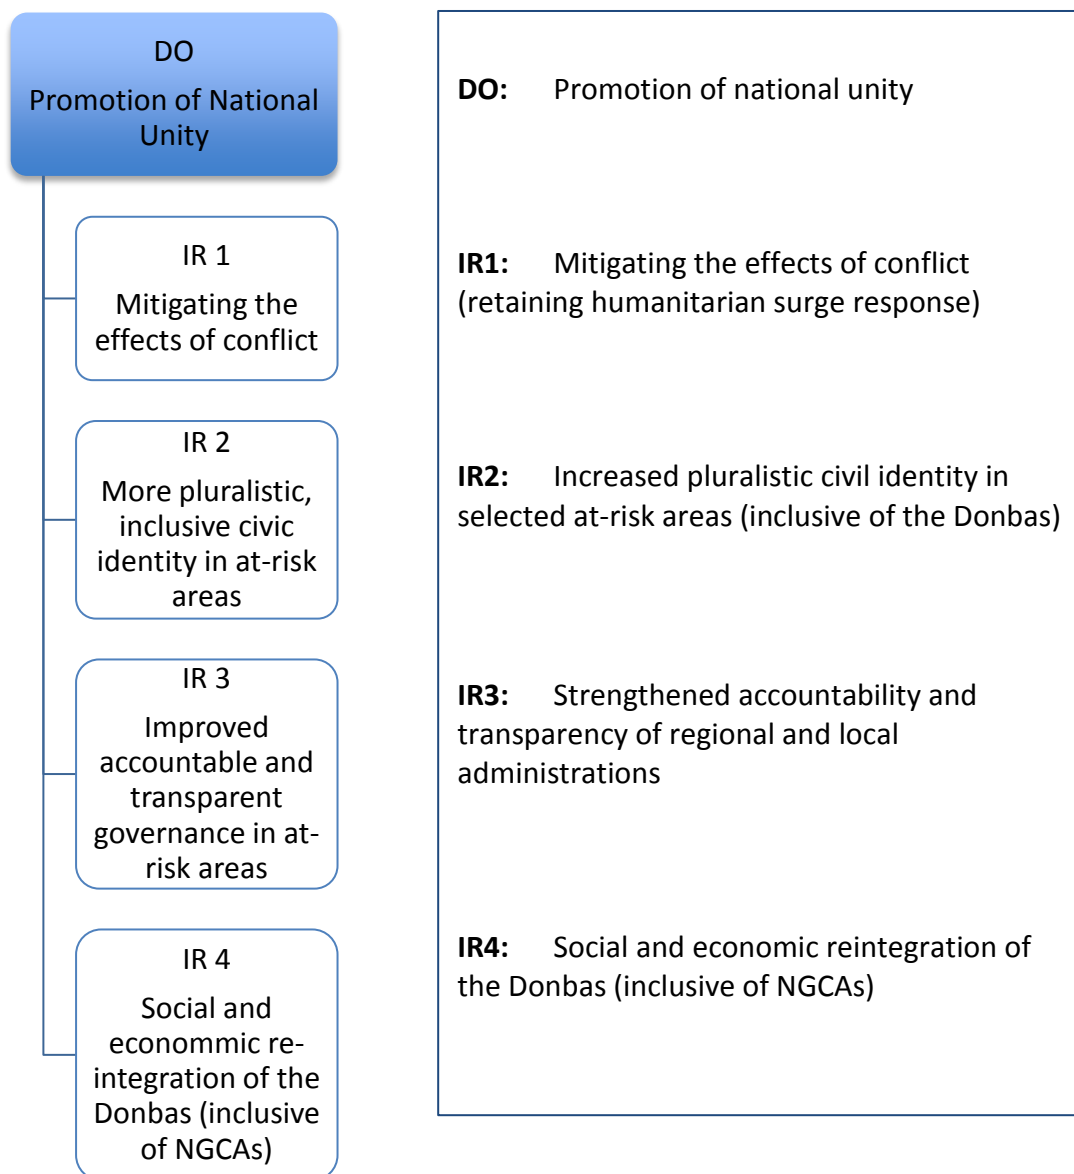 DO
Promotion of National
Unity
IR 1
Mitigating the
effects of conflict
IR 2
More pluralistic,
inclusive civic
identity in at-risk
areas
IR 3
Improved
accountable and
transparent
governance in at-
risk areas
IR 4
Social and
econommic re-
integration of the
Donbas (inclusive
of NGCAs)
DO: Promotion of national unity
IR1: Mitigating the effects of conflict
(retaining humanitarian surge response)
IR2: Increased pluralistic civil identity in
selected at-risk areas (inclusive of the Donbas)
IR3: Strengthened accountability and
transparency of regional and local
administrations
IR4: Social and economic reintegration of
the Donbas (inclusive of NGCAs)